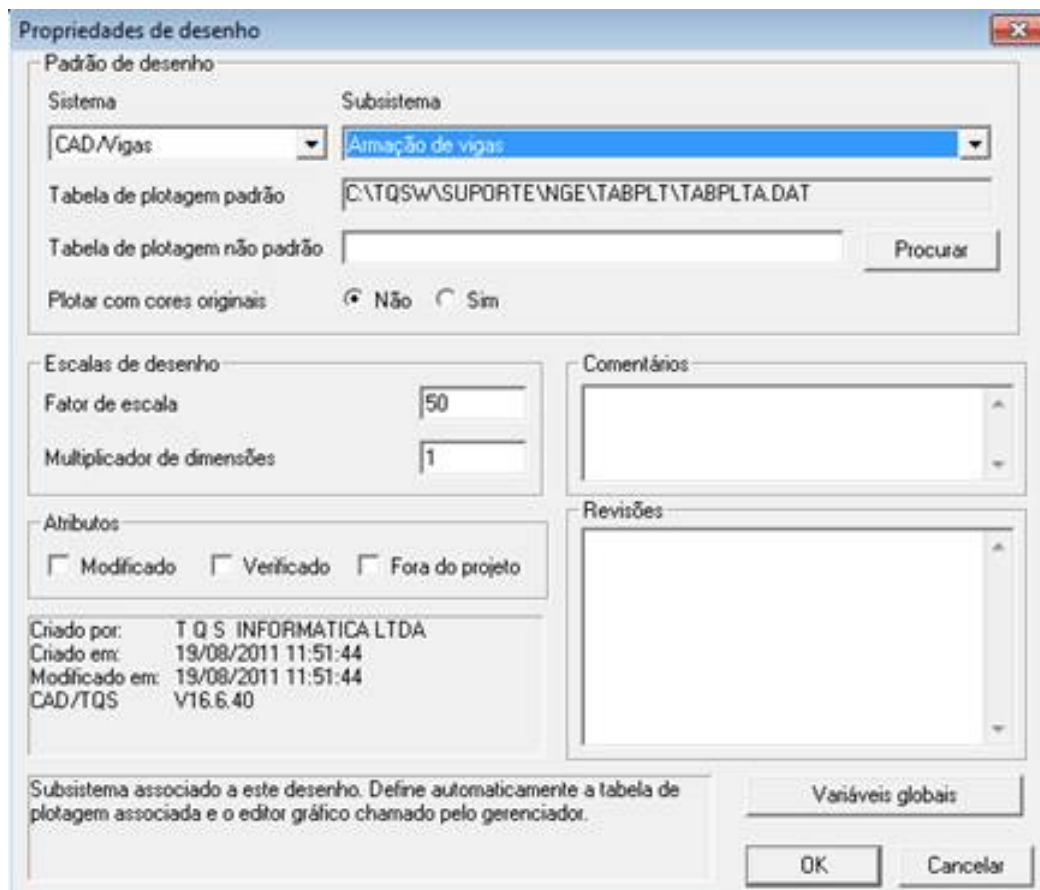 Propriedades de desenho
Padrão de desenho
Sistema
Subsistema
CAD/Vigas
Armação de vigas
Tabela de plotagem padrão
C:\TQSW\SUPORTE\NGE\TABPLT\TABPLTA.DAT
Tabela de plotagem não padrão
Procurar
Plotar com cores originais
Não
Sim
Escalas de desenho
Fator de escala
50
Multiplicador de dimensões
1
Comentários
Atributos
Modificado
Verificado
Fora do projeto
Revisões
Criado por: T Q S INFORMATICA LTDA
Criado em: 19/08/2011 11:51:44
Modificado em: 19/08/2011 11:51:44
CAD/TQS V16.6.40
Subsistema associado a este desenho. Define automaticamente a tabela de
plotagem associada e o editor gráfico chamado pelo gerenciador.
Variáveis globais
OK
Cancelar